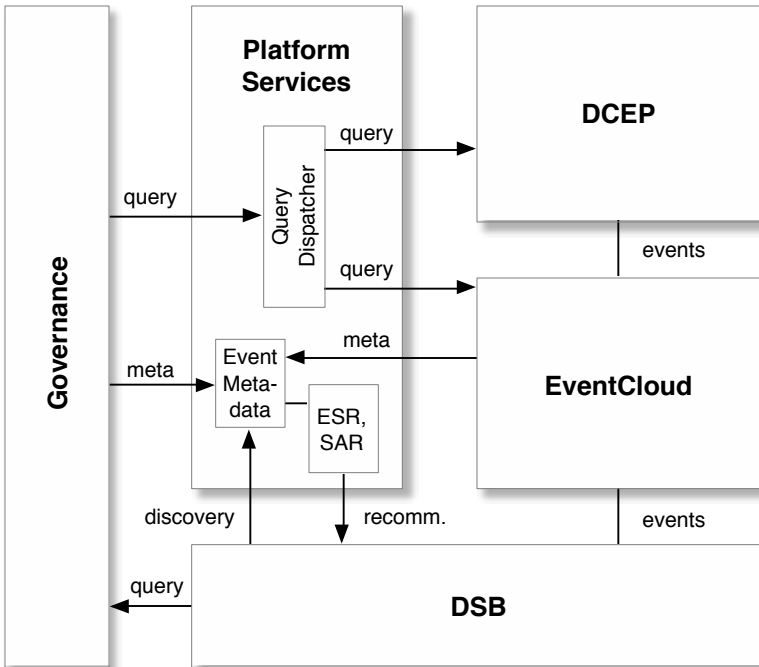 Platform
Services
DCEP
query
query
Query
Dispatcher
events
query
Governance
meta
meta
Event
Meta-
data
EventCloud
ESR,
SAR
discovery
recomm.
events
query
DSB